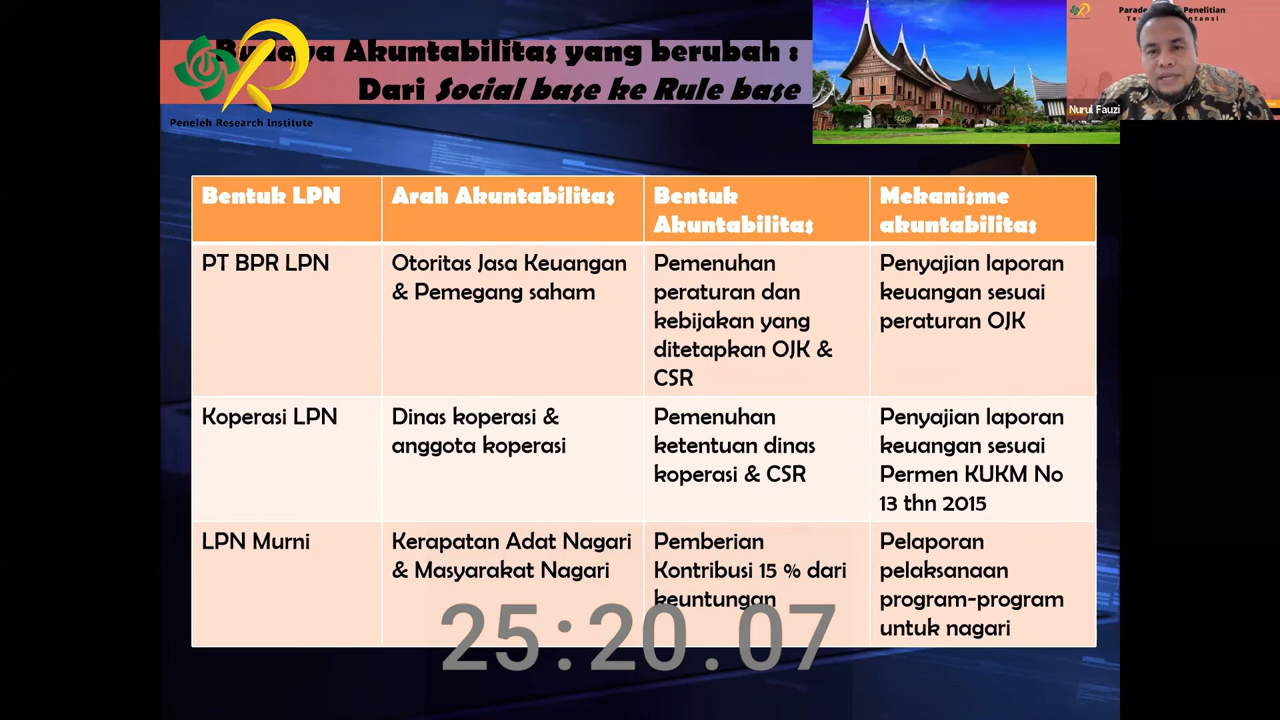 Budaya Akuntabilitas yang berubah :
Dari Social base ke Rule base
Peneleh Research Institute
Penelitian
Nurul Fauzi
Bentuk LPN
Arah Akuntabilitas
Bentuk
Akuntabilitas
Mekanisme
akuntabilitas
PT BPR LPN
Otoritas Jasa Keuangan
& Pemegang saham
Pemenuhan
peraturan dan
kebijakan yang
ditetapkan OJK &
CSR
Penyajian laporan
keuangan sesuai
peraturan OJK
Koperasi LPN
Dinas koperasi &
anggota koperasi
Pemenuhan
ketentuan dinas
koperasi & CSR
Penyajian laporan
keuangan sesuai
Permen KUKM No
13 thn 2015
LPN Murni
Kerapatan Adat Nagari
& Masyarakat Nagari
Pemberian
Kontribusi 15 % dari
keuntungan
Pelaporan
pelaksanaan
program-program
untuk nagari
25:20.07